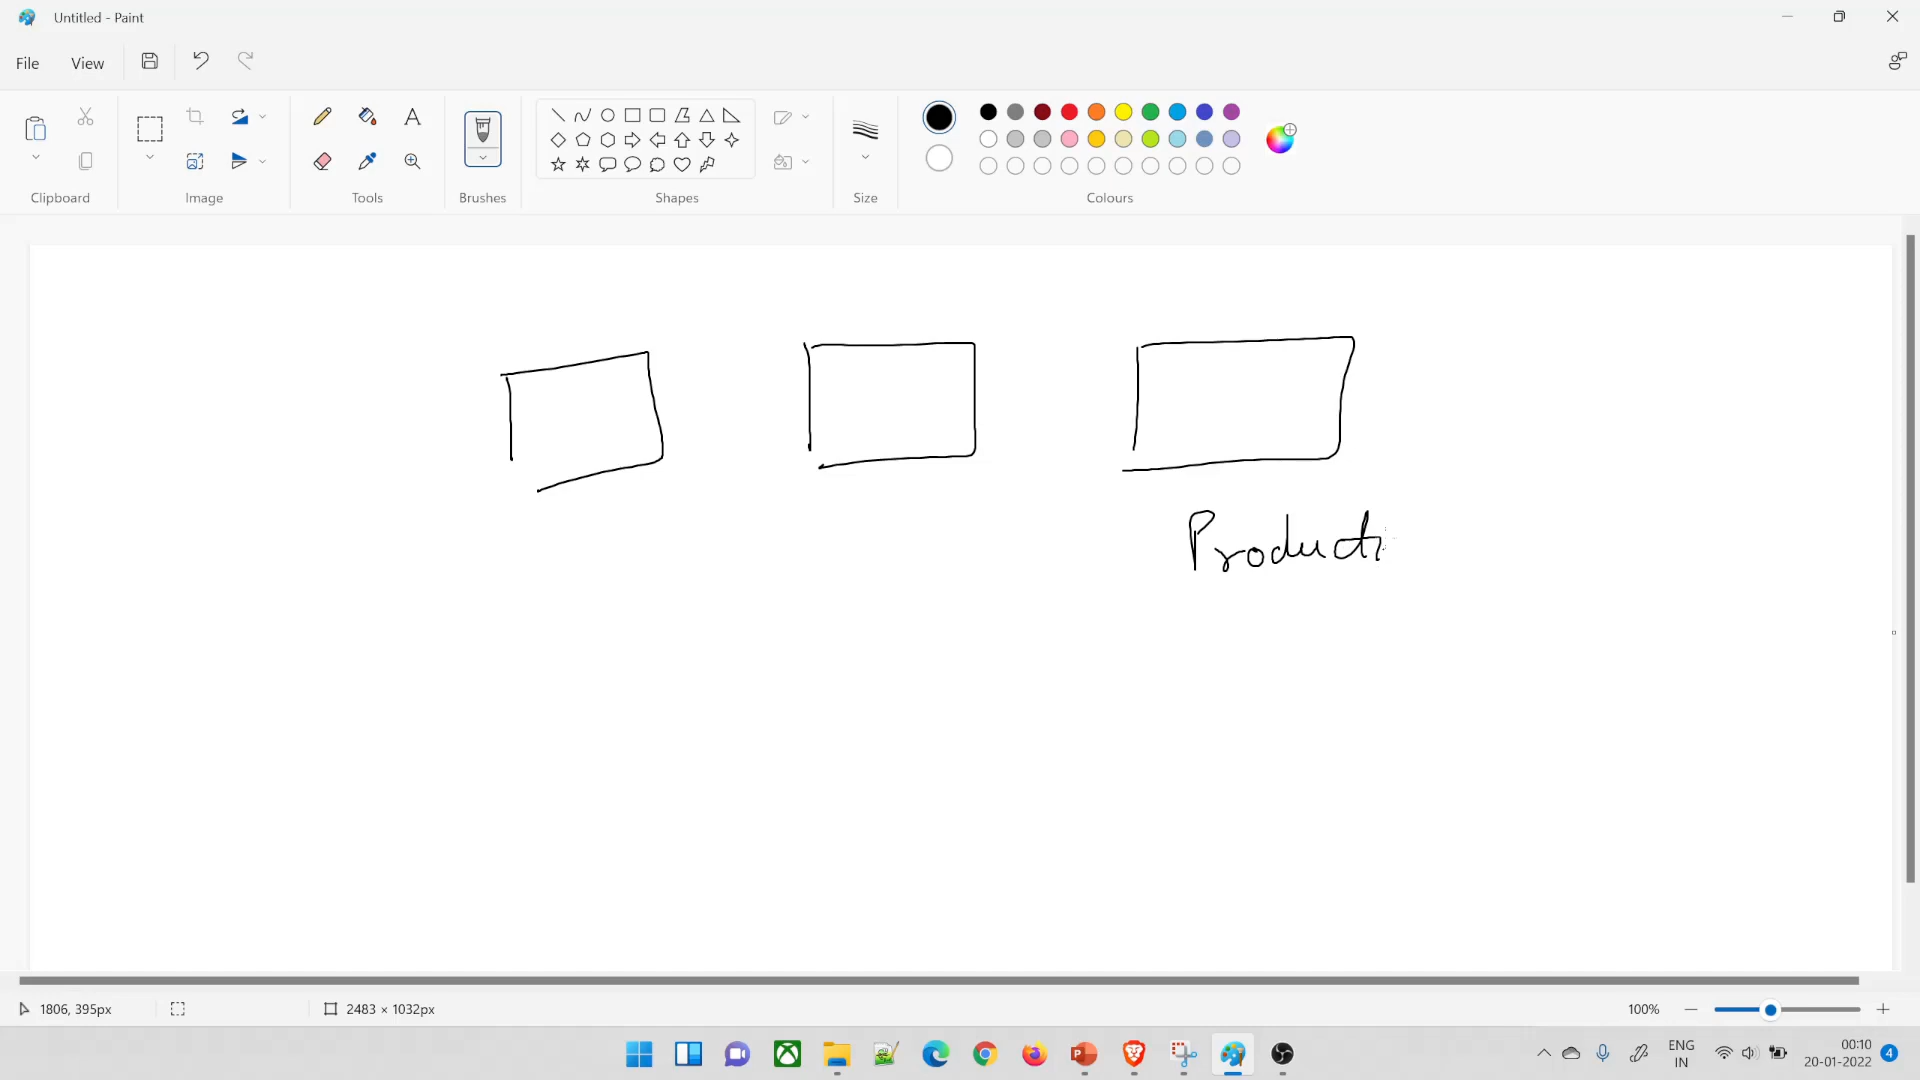 Untitled - Paint
File View
Clipboard Image Tools Brushes Shapes Size Colours
Producti
1806, 395px 2483 × 1032px 100%
ENG 00:10
IN 20-01-2022 4